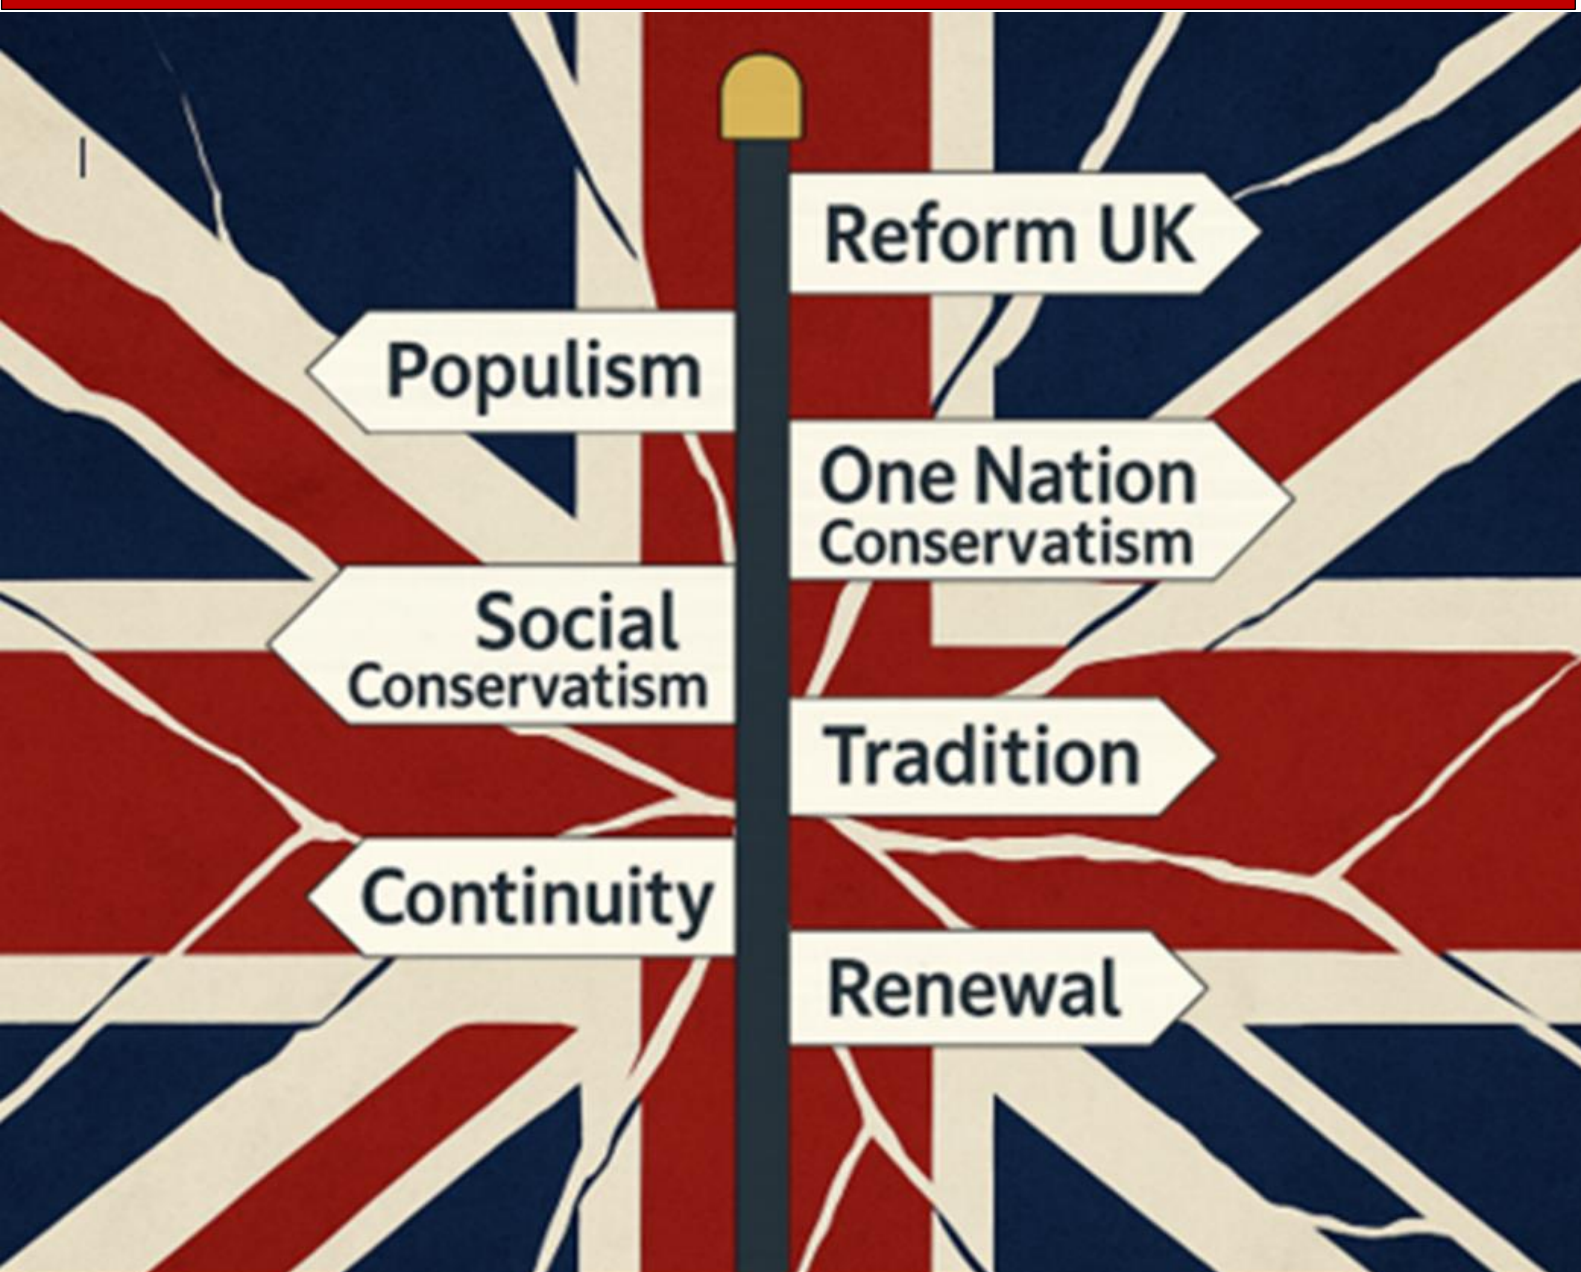 Reform UK
Populism
One Nation
Conservatism
Social
Conservatism
Tradition
Continuity
Renewal